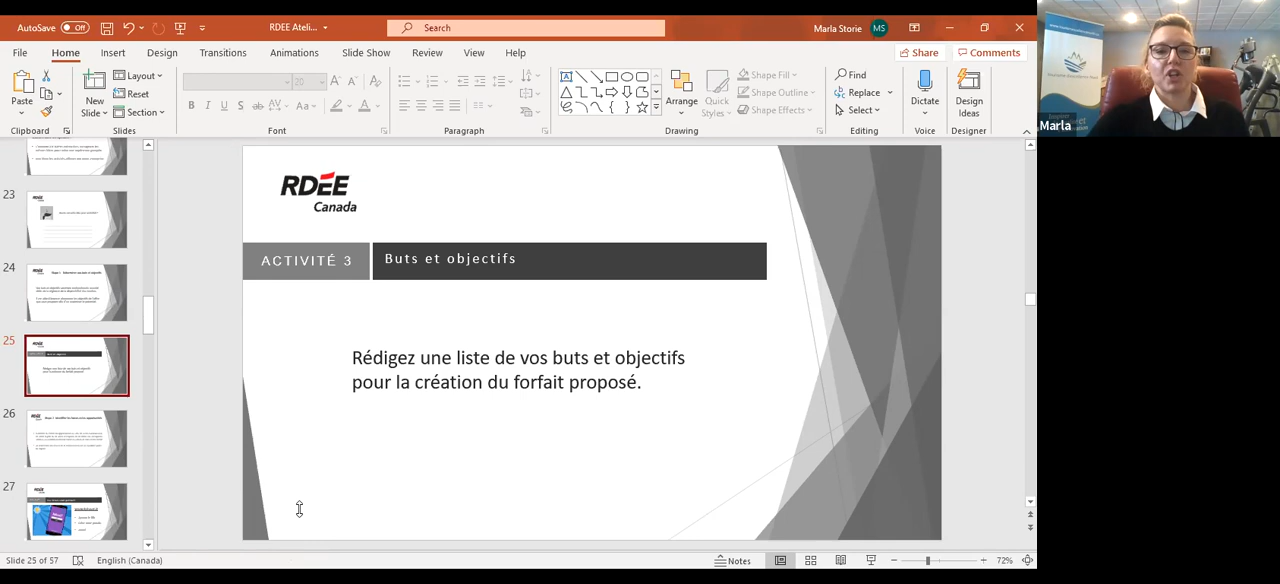 AutoSave Off RDEE Ateli... Search Marla Storie MS
File Home Insert Design Transitions Animations Slide Show Review View Help Share Comments
Paste New Slide Layout Reset Section Find Replace Select Shape Fill Shape Outline Shape Effects Arrange Quick Styles Dictate Design Ideas
20 B I U S ab AV Aa A
Clipboard Slides Font Paragraph Drawing Editing Voice Designer
Marla
23
24
25
26
27
RDÉE
Canada
ACTIVITÉ 3 Buts et objectifs
Rédigez une liste de vos buts et objectifs
pour la création du forfait proposé.
Slide 25 of 57 English (Canada) Notes 72%